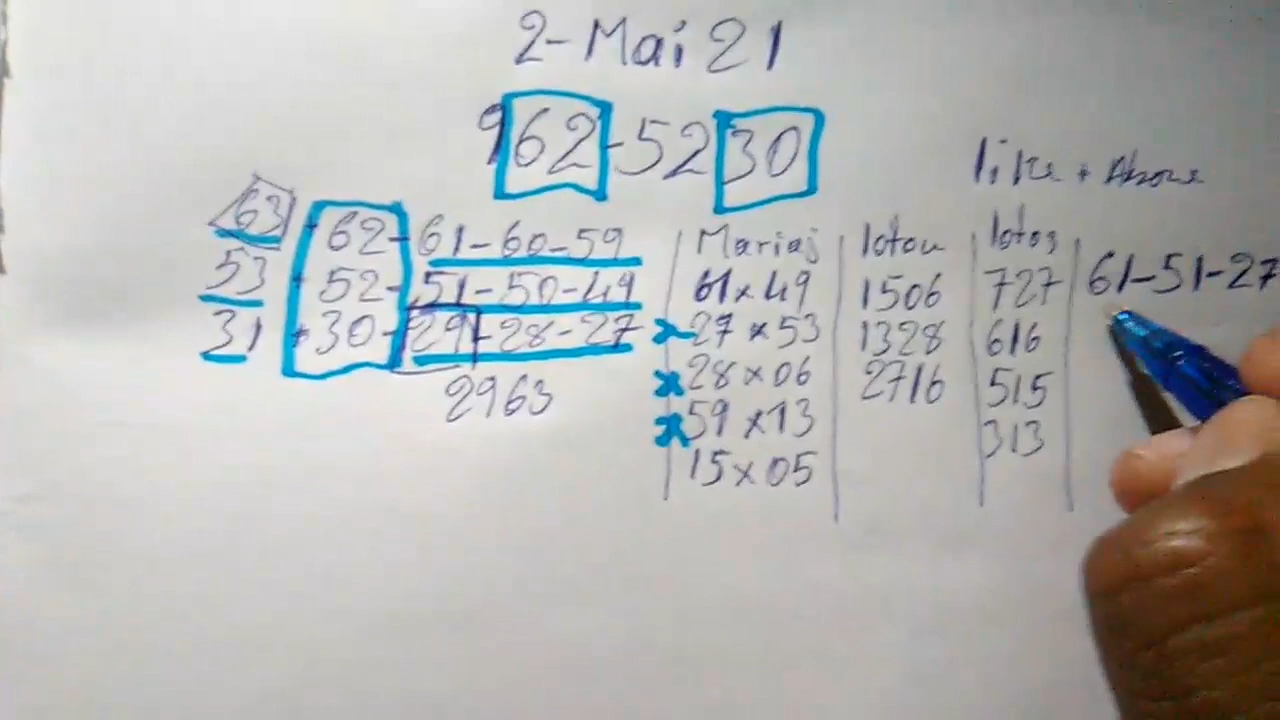 2-Mai 21
962-5230
like + Abone
63-62-61-60-59
53-52-51-50-49
31-30-29-28-27
2963
Mariaj
61x49
27x53
28x06
59x13
15x05
lotou
1506
1328
2716
lotos
727
616
515
313
61-51-27